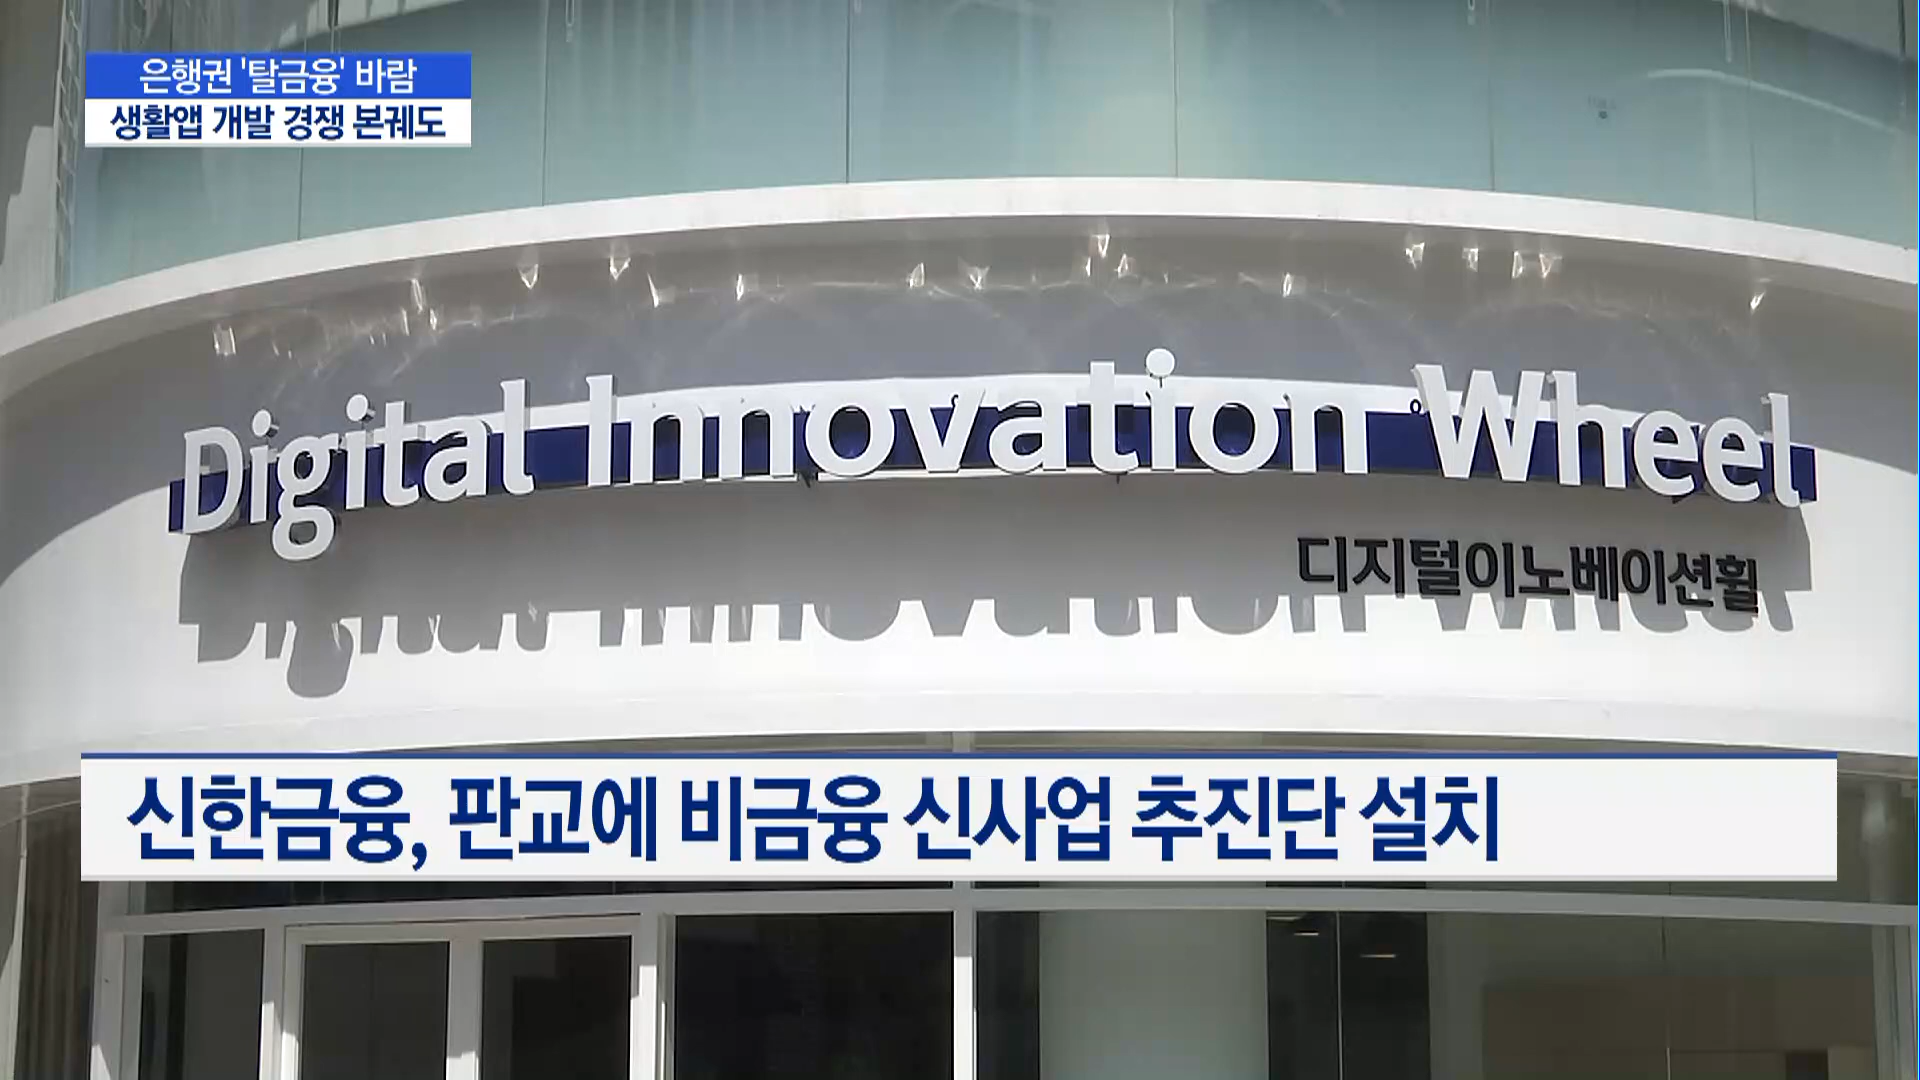 은행권 '탈금융' 바람
생활앱 개발 경쟁 본궤도
Digital Innovation Wheel
디지털이노베이션휠
신한금융, 판교에 비금융 신사업 추진단 설치